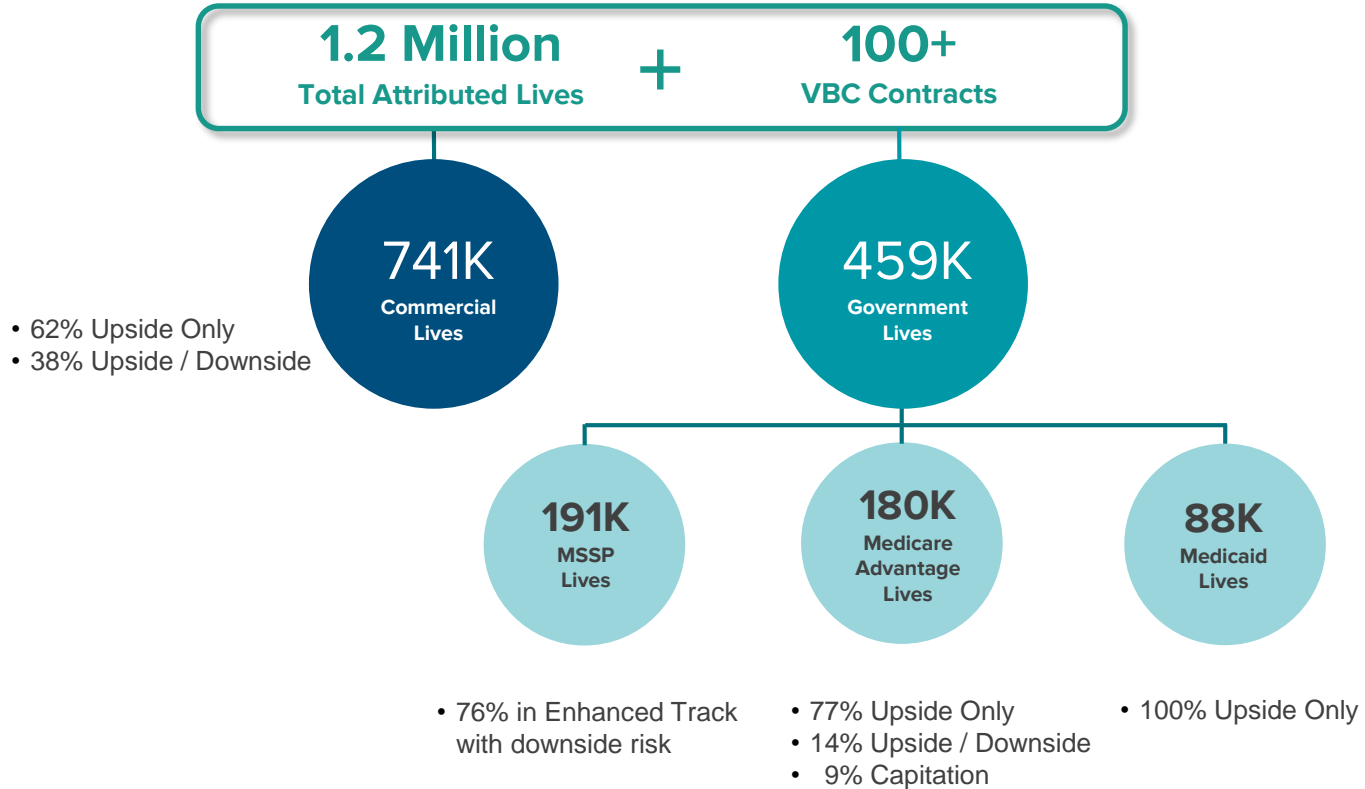 1.2 Million
Total Attributed Lives
+
100+
VBC Contracts
741K
Commercial
Lives
• 62% Upside Only
• 38% Upside / Downside
459K
Government
Lives
191K
MSSP
Lives
180K
Medicare
Advantage
Lives
88K
Medicaid
Lives
• 76% in Enhanced Track
with downside risk
• 77% Upside Only
• 14% Upside / Downside
• 9% Capitation
• 100% Upside Only